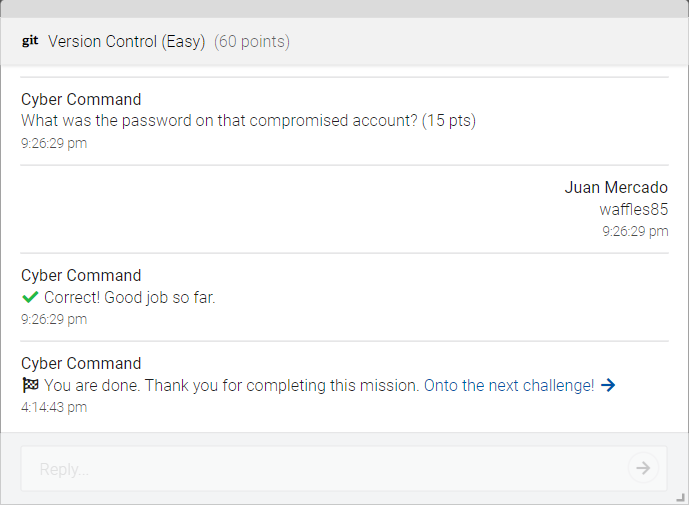 git Version Control (Easy) (60 points)
Cyber Command
What was the password on that compromised account? (15 pts)
9:26:29 pm
Juan Mercado
waffles85
9:26:29 pm
Cyber Command
Correct! Good job so far.
9:26:29 pm
Cyber Command
You are done. Thank you for completing this mission. Onto the next challenge!
4:14:43 pm
Reply...